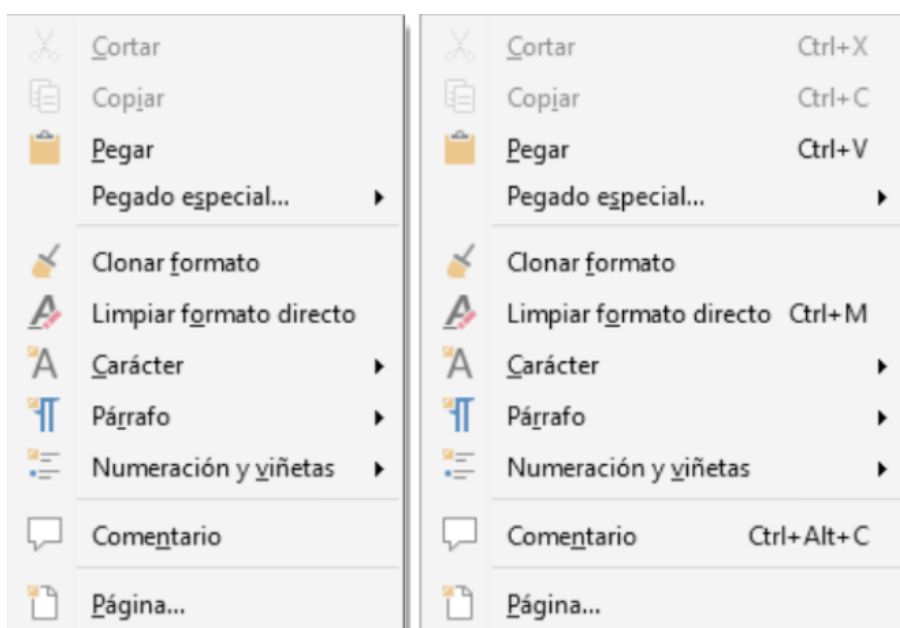 Cortar
Copiar
Pegar
Pegado especial...
Clonar formato
Limpiar formato directo
Carácter
Párrafo
Numeración y viñetas
Comentario
Página...
Cortar Ctrl+X
Copiar Ctrl+C
Pegar Ctrl+V
Pegado especial...
Clonar formato
Limpiar formato directo Ctrl+M
Carácter
Párrafo
Numeración y viñetas
Comentario Ctrl+Alt+C
Página...